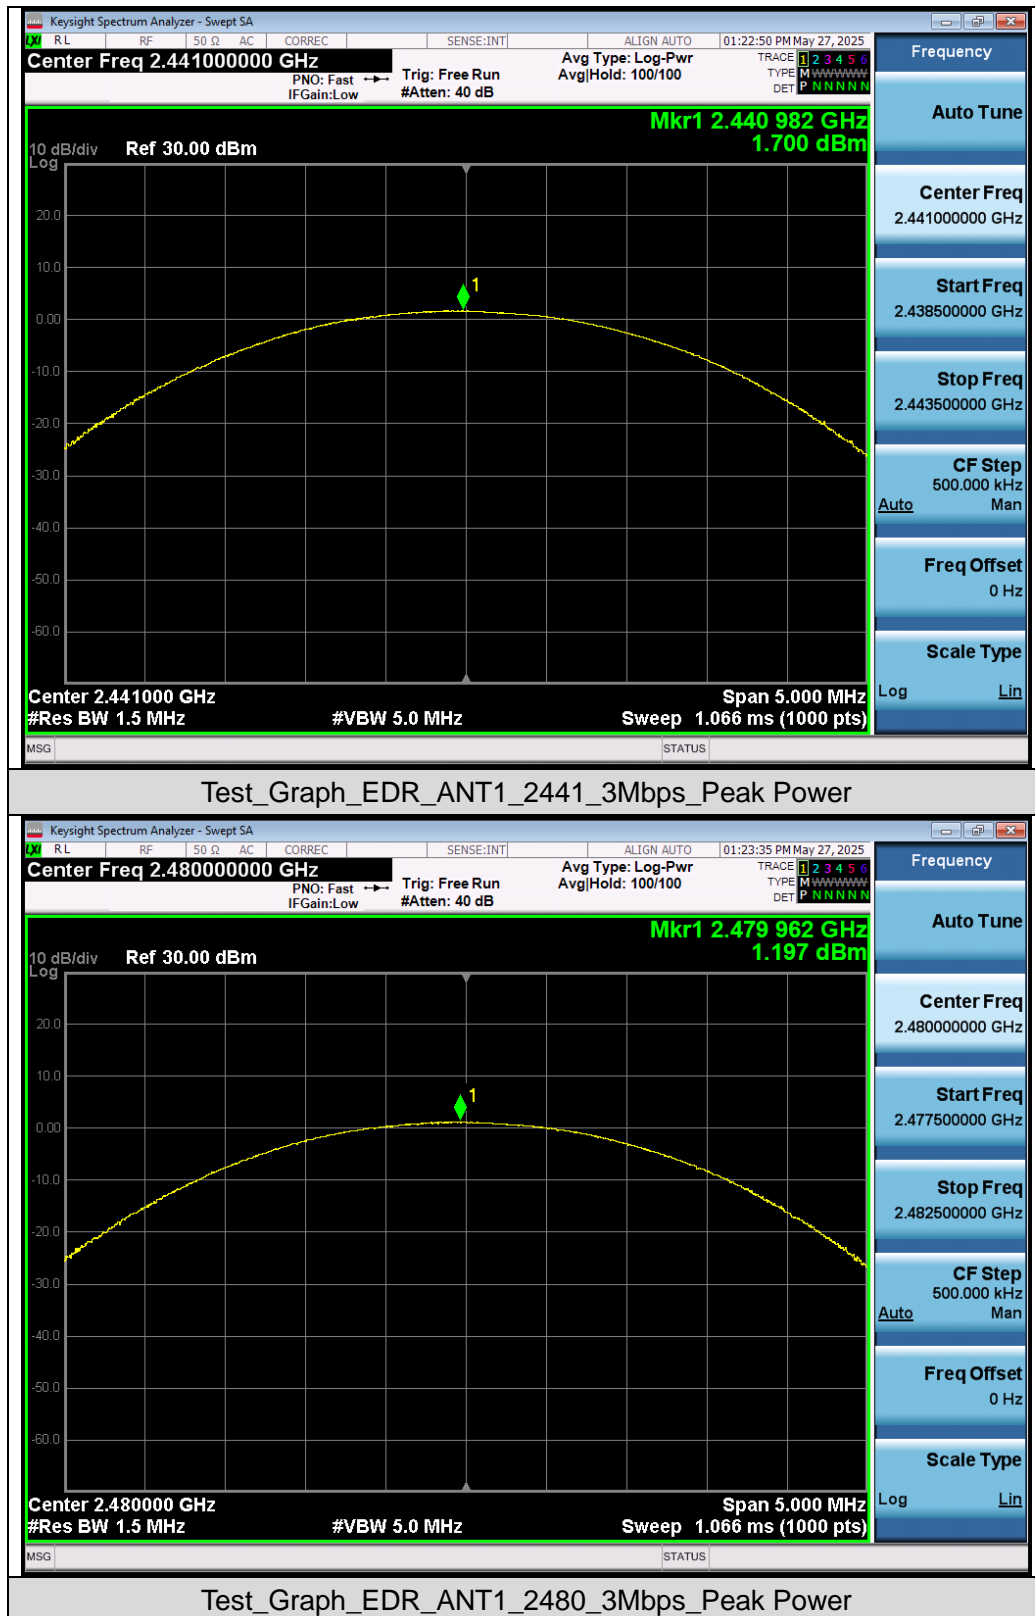 Keysight Spectrum Analyzer - Swept SA
LXI RL RF 50 Ω AC CORREC SENSE:INT ALIGN AUTO 01:22:50 PM May 27, 2025
Center Freq 2.441000000 GHz
PNO: Fast Trig: Free Run Avg Type: Log-Pwr TRACE 1 2 3 4 5 6
IFGain:Low #Atten: 40 dB Avg|Hold: 100/100 TYPE M WWWWW
DET P N N N N N
Frequency
Auto Tune
Mkr1 2.440 982 GHz
1.700 dBm
10 dB/div Ref 30.00 dBm
Log
20.0
10.0
0.00
-10.0
-20.0
-30.0
-40.0
-50.0
-60.0
1
Center Freq
2.441000000 GHz
Start Freq
2.438500000 GHz
Stop Freq
2.443500000 GHz
CF Step
500.000 kHz
Auto Man
Freq Offset
0 Hz
Scale Type
Log Lin
Center 2.441000 GHz Span 5.000 MHz
#Res BW 1.5 MHz #VBW 5.0 MHz Sweep 1.066 ms (1000 pts)
MSG STATUS
Test_Graph_EDR_ANT1_2441_3Mbps_Peak Power
Keysight Spectrum Analyzer - Swept SA
LXI RL RF 50 Ω AC CORREC SENSE:INT ALIGN AUTO 01:23:35 PM May 27, 2025
Center Freq 2.480000000 GHz
PNO: Fast Trig: Free Run Avg Type: Log-Pwr TRACE 1 2 3 4 5 6
IFGain:Low #Atten: 40 dB Avg|Hold: 100/100 TYPE M WWWWW
DET P N N N N N
Frequency
Auto Tune
Mkr1 2.479 962 GHz
1.197 dBm
10 dB/div Ref 30.00 dBm
Log
20.0
10.0
0.00
-10.0
-20.0
-30.0
-40.0
-50.0
-60.0
1
Center Freq
2.480000000 GHz
Start Freq
2.477500000 GHz
Stop Freq
2.482500000 GHz
CF Step
500.000 kHz
Auto Man
Freq Offset
0 Hz
Scale Type
Log Lin
Center 2.480000 GHz Span 5.000 MHz
#Res BW 1.5 MHz #VBW 5.0 MHz Sweep 1.066 ms (1000 pts)
MSG STATUS
Test_Graph_EDR_ANT1_2480_3Mbps_Peak Power